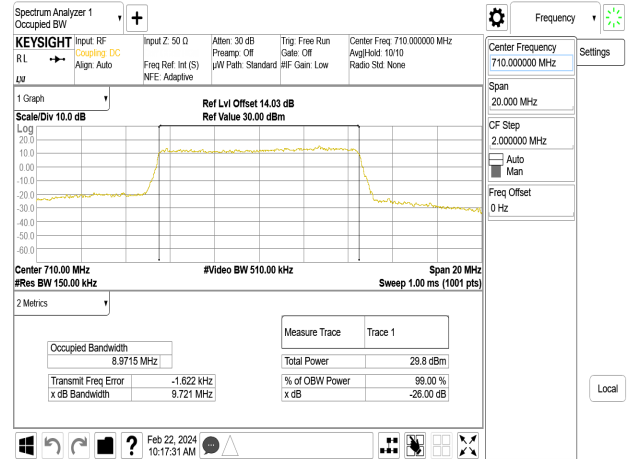 Spectrum Analyzer 1
Occupied BW
Frequency
KEYSIGHT
R L
Input: RF
Coupling: DC
Align: Auto
Input Z: 50 Ω
Freq Ref: Int (S)
NFE: Adaptive
Atten: 30 dB
Preamp: Off
µW Path: Standard
Trig: Free Run
Gate: Off
#IF Gain: Low
Center Freq: 710.000000 MHz
Avg|Hold: 10/10
Radio Std: None
Center Frequency
710.000000 MHz
Settings
Span
20.000 MHz
CF Step
2.000000 MHz
Auto
Man
Freq Offset
0 Hz
Local
1 Graph
Scale/Div 10.0 dB
Ref Lvl Offset 14.03 dB
Ref Value 30.00 dBm
Log
20.0
10.0
0.00
-10.0
-20.0
-30.0
-40.0
-50.0
-60.0
Center 710.00 MHz
#Video BW 510.00 kHz
Span 20 MHz
#Res BW 150.00 kHz
Sweep 1.00 ms (1001 pts)
2 Metrics
Measure Trace
Trace 1
Occupied Bandwidth
8.9715 MHz
Total Power
29.8 dBm
Transmit Freq Error
-1.622 kHz
% of OBW Power
99.00 %
x dB Bandwidth
9.721 MHz
x dB
-26.00 dB
?
Feb 22, 2024
10:17:31 AM